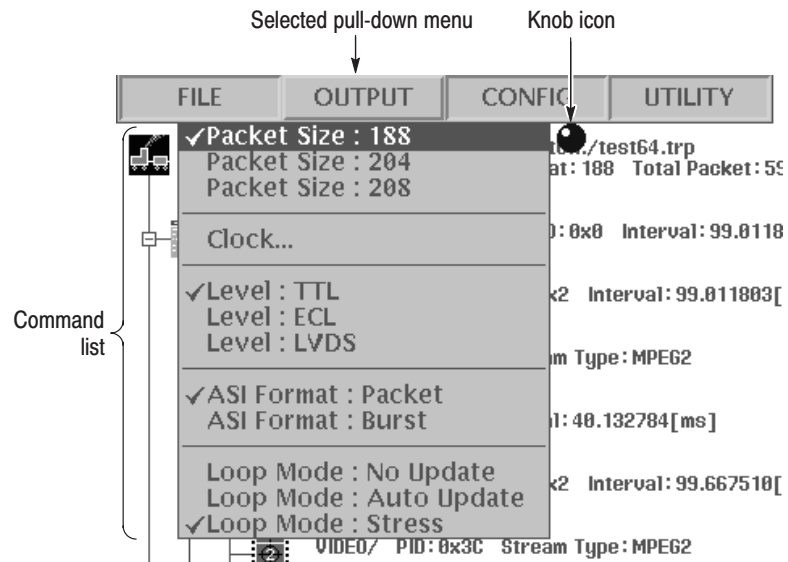 Selected pull-down menu
Knob icon
FILE OUTPUT CONFIG UTILITY
✓Packet Size : 188
Packet Size : 204
Packet Size : 208
Clock...
✓Level : TTL
Level : ECL
Level : LVDS
✓ASI Format : Packet
ASI Format : Burst
Loop Mode : No Update
Loop Mode : Auto Update
✓Loop Mode : Stress
Command
list
/test64.trp
at: 188 Total Packet: 59
): 0x0 Interval: 99.0118
x2 Interval: 99.011803[
m Type: MPEG2
l: 40.132784[ms]
x2 Interval: 99.667510[
2 VIDEO/ PID: 0x3C Stream Type: MPEG2